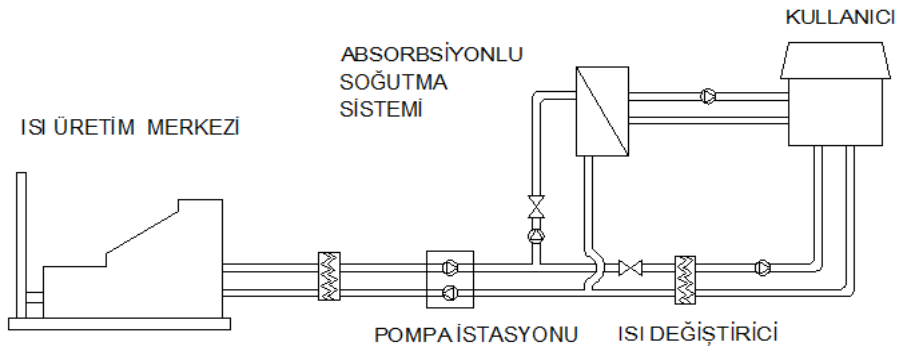 KULLANICI
ABSORBSİYONLU
SOĞUTMA
SİSTEMİ
ISI ÜRETİM MERKEZİ
POMPA İSTASYONU
ISI DEĞİŞTİRİCİ